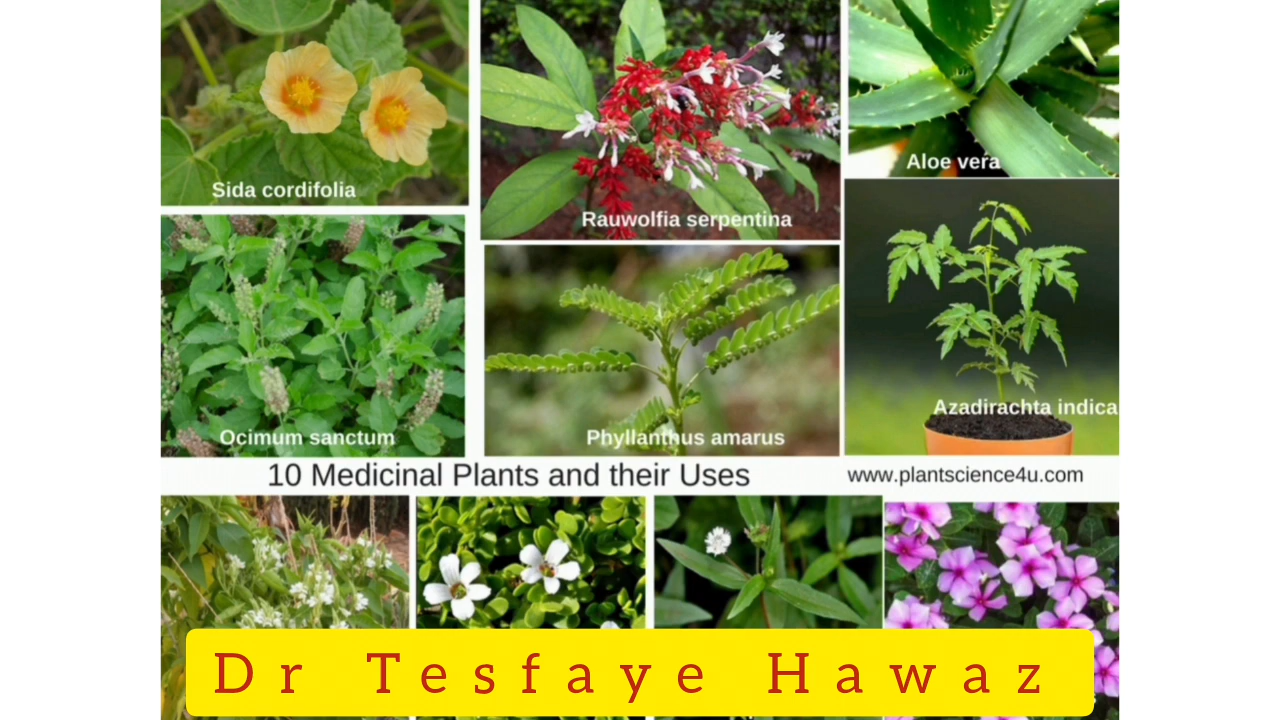 Sida cordifolia
Rauwolfia serpentina
Aloe vera
Ocimum sanctum
Phyllanthus amarus
Azadirachta indica
10 Medicinal Plants and their Uses
www.plantscience4u.com
Dr Tesfaye Hawaz